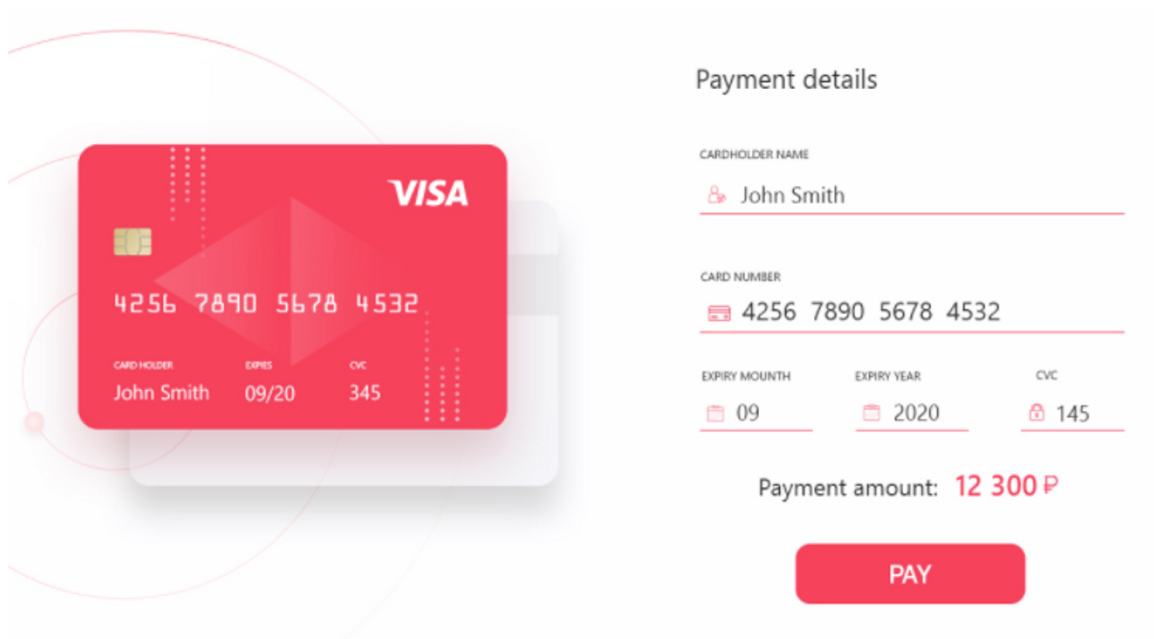 VISA
4256 7890 5678 4532
CARD HOLDER EXPIES CVC
John Smith 09/20 345
Payment details
CARDHOLDER NAME
John Smith
CARD NUMBER
4256 7890 5678 4532
EXPIRY MOUNTH EXPIRY YEAR CVC
09 2020 145
Payment amount: 12 300 ₽
PAY